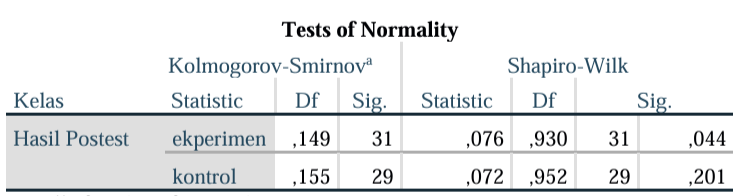 Tests of Normality
Kolmogorov-Smirnovᵃ Shapiro-Wilk
Kelas Statistic Df Sig. Statistic Df Sig.
Hasil Postest ekperimen ,149 31 ,076 ,930 31 ,044
kontrol ,155 29 ,072 ,952 29 ,201